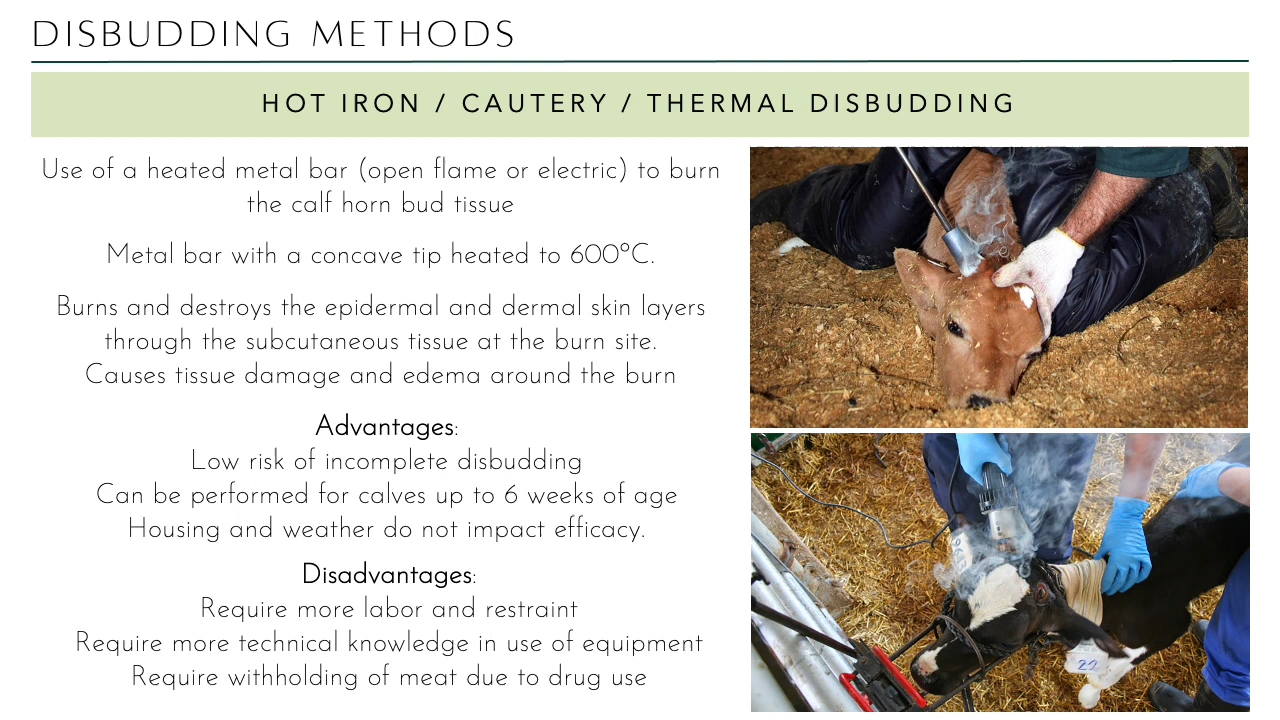 DISBUDDING METHODS
HOT IRON / CAUTERY / THERMAL DISBUDDING
Use of a heated metal bar (open flame or electric) to burn
the calf horn bud tissue
Metal bar with a concave tip heated to 600°C.
Burns and destroys the epidermal and dermal skin layers
through the subcutaneous tissue at the burn site.
Causes tissue damage and edema around the burn
Advantages:
Low risk of incomplete disbudding
Can be performed for calves up to 6 weeks of age
Housing and weather do not impact efficacy.
Disadvantages:
Require more labor and restraint
Require more technical knowledge in use of equipment
Require withholding of meat due to drug use
22